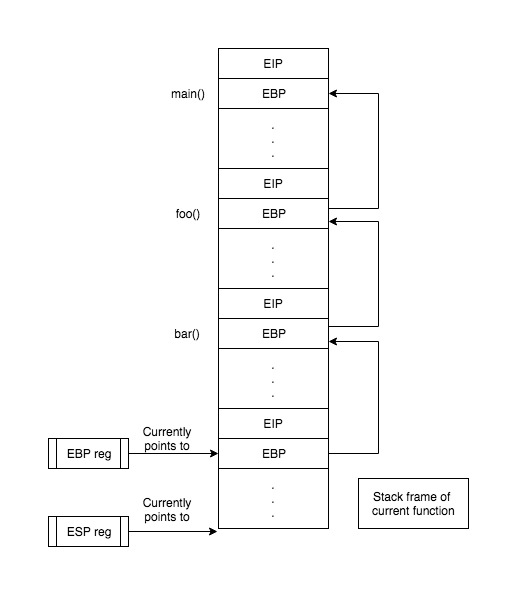 EIP
main()
EBP
.
.
.
EIP
foo()
EBP
.
.
.
EIP
bar()
EBP
.
.
.
EIP
Currently
points to
EBP reg
EBP
.
.
.
Currently
points to
ESP reg
Stack frame of
current function